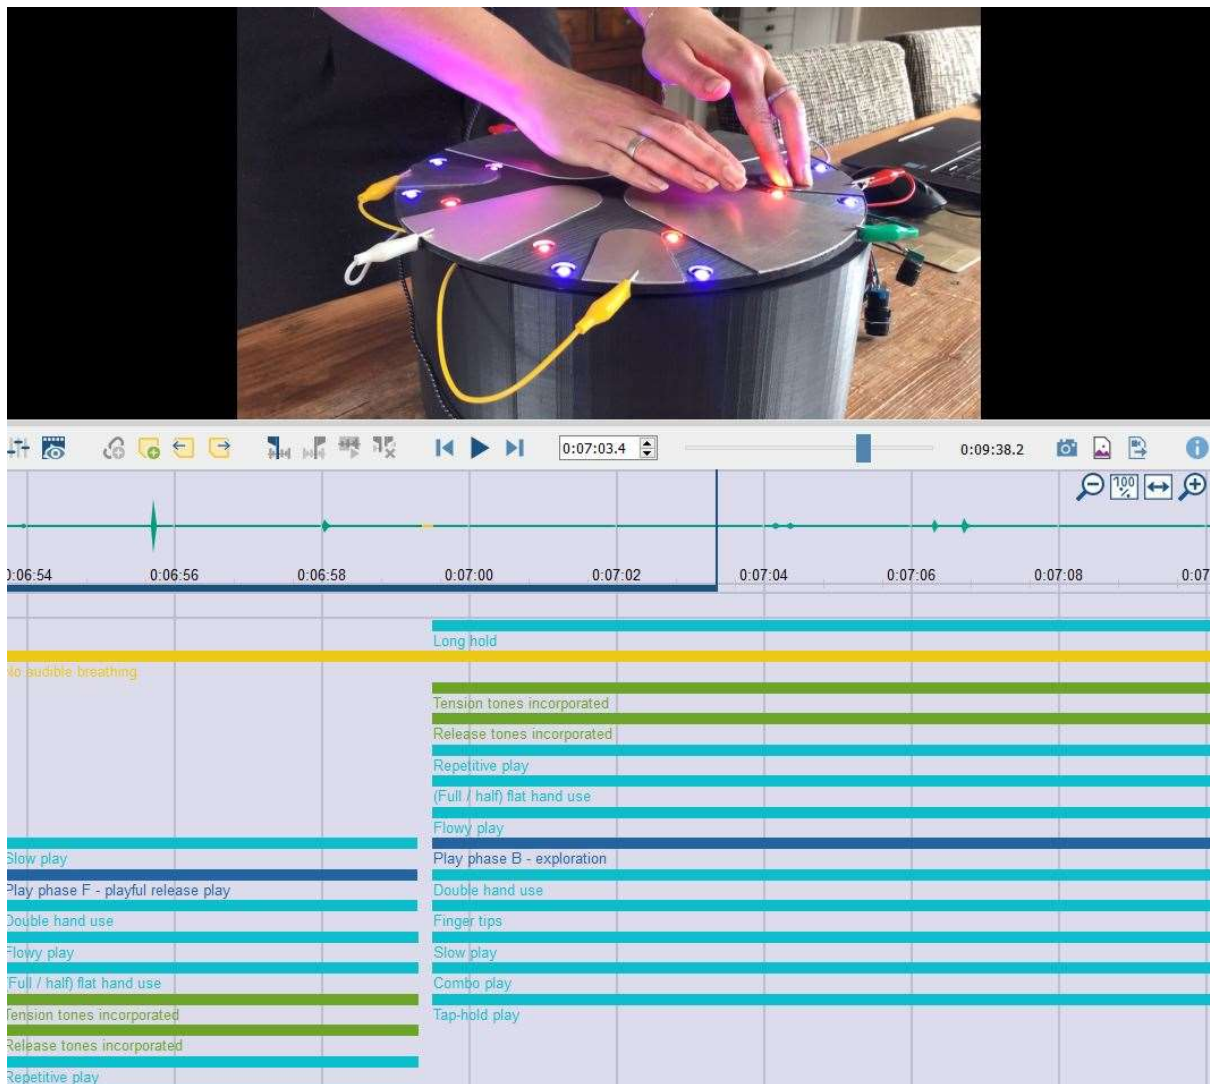 0:07:03.4
0:09:38.2
100
%
0:06:54
0:06:56
0:06:58
0:07:00
0:07:02
0:07:04
0:07:06
0:07:08
0:07
Long hold
No audible breathing
Tension tones incorporated
Release tones incorporated
Repetitive play
(Full / half) flat hand use
Flowy play
Slow play
Play phase B - exploration
Play phase F - playful release play
Double hand use
Double hand use
Finger tips
Flowy play
Slow play
(Full / half) flat hand use
Combo play
Tension tones incorporated
Tap-hold play
Release tones incorporated
Repetitive play